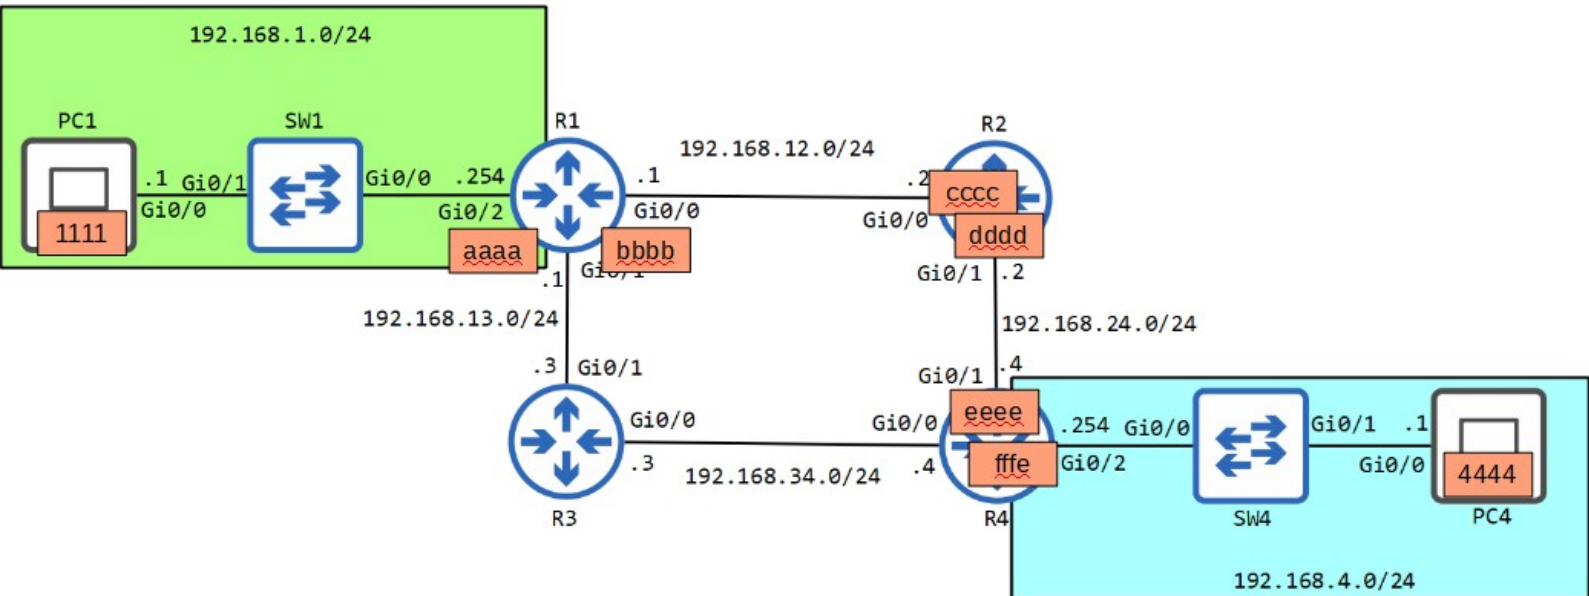 192.168.1.0/24
PC1
SW1
R1
R2
192.168.12.0/24
.1 Gi0/1
Gi0/0
Gi0/0 .254
Gi0/2
.1
Gi0/0
.2
Gi0/0
1111
aaaa
bbbb
cccc
dddd
.1 Gi0/1
Gi0/1 .2
192.168.13.0/24
192.168.24.0/24
.3 Gi0/1
.4
Gi0/1
Gi0/0
.3
192.168.34.0/24
Gi0/0
.4
eeee
fffe
.254 Gi0/0
Gi0/2
Gi0/1 .1
Gi0/0
4444
R3
R4
SW4
PC4
192.168.4.0/24